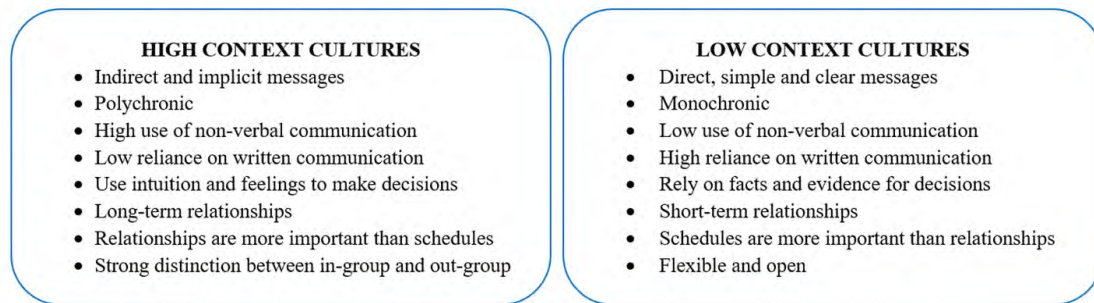 HIGH CONTEXT CULTURES
• Indirect and implicit messages
• Polychronic
• High use of non-verbal communication
• Low reliance on written communication
• Use intuition and feelings to make decisions
• Long-term relationships
• Relationships are more important than schedules
• Strong distinction between in-group and out-group
LOW CONTEXT CULTURES
• Direct, simple and clear messages
• Monochronic
• Low use of non-verbal communication
• High reliance on written communication
• Rely on facts and evidence for decisions
• Short-term relationships
• Schedules are more important than relationships
• Flexible and open